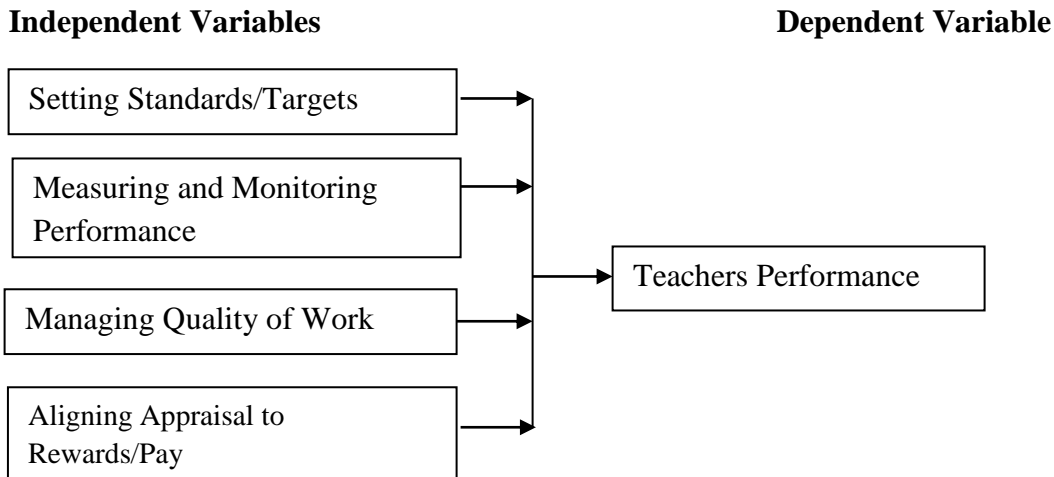 Independent Variables
Dependent Variable
Setting Standards/Targets
Measuring and Monitoring
Performance
Teachers Performance
Managing Quality of Work
Aligning Appraisal to
Rewards/Pay